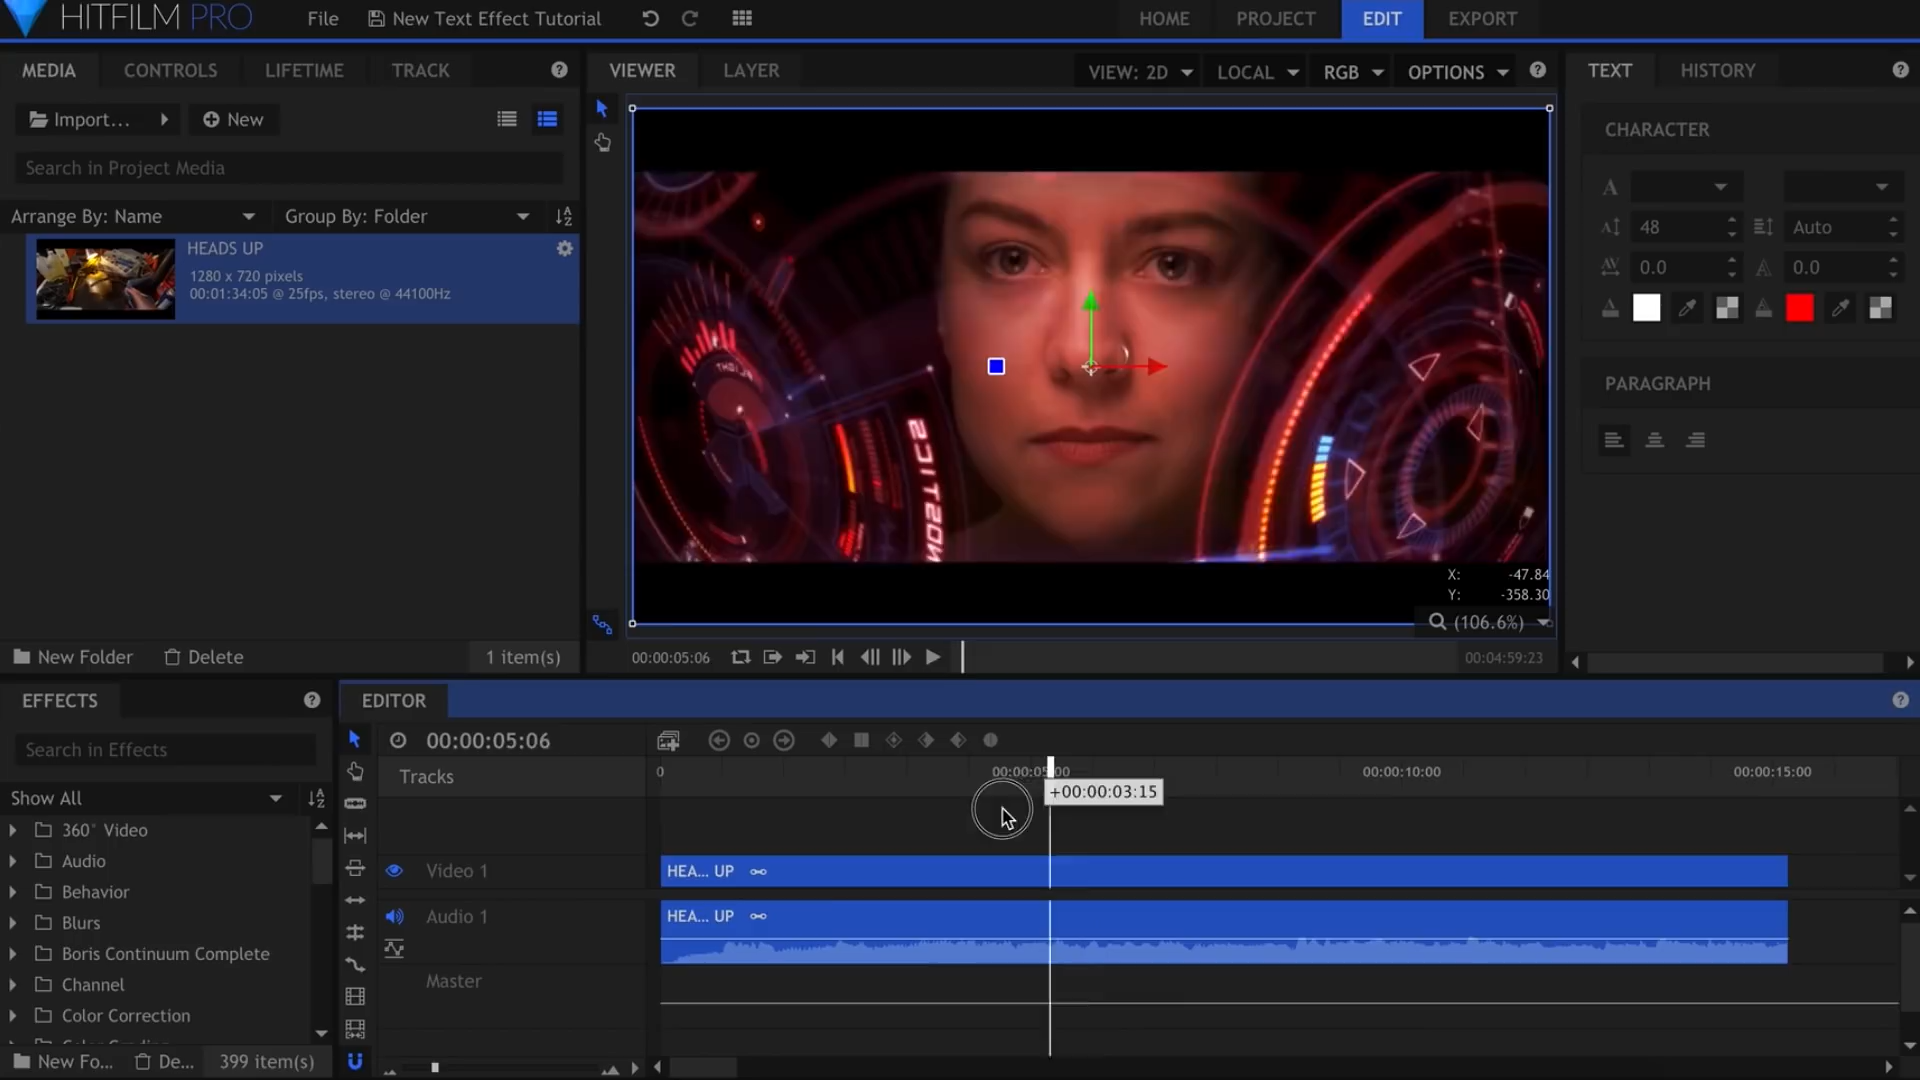 HITFILM PRO
File
New Text Effect Tutorial
HOME
PROJECT
EDIT
EXPORT
MEDIA
CONTROLS
LIFETIME
TRACK
VIEWER
LAYER
VIEW: 2D
LOCAL
RGB
OPTIONS
TEXT
HISTORY
Import...
New
Search in Project Media
Arrange By: Name
Group By: Folder
HEADS UP
1280 x 720 pixels
00:01:34:05 @ 25fps, stereo @ 44100Hz
CHARACTER
48
Auto
0.0
0.0
PARAGRAPH
X: -47.84
Y: -358.30
(106.6%)
New Folder
Delete
1 item(s)
00:00:05:06
00:04:59:23
EFFECTS
Search in Effects
Show All
360° Video
Audio
Behavior
Blurs
Boris Continuum Complete
Channel
Color Correction
New Fo...
De...
399 item(s)
EDITOR
00:00:05:06
Tracks
0
00:00:05:00
00:00:10:00
00:00:15:00
+00:00:03:15
Video 1
HEA... UP
Audio 1
HEA... UP
Master